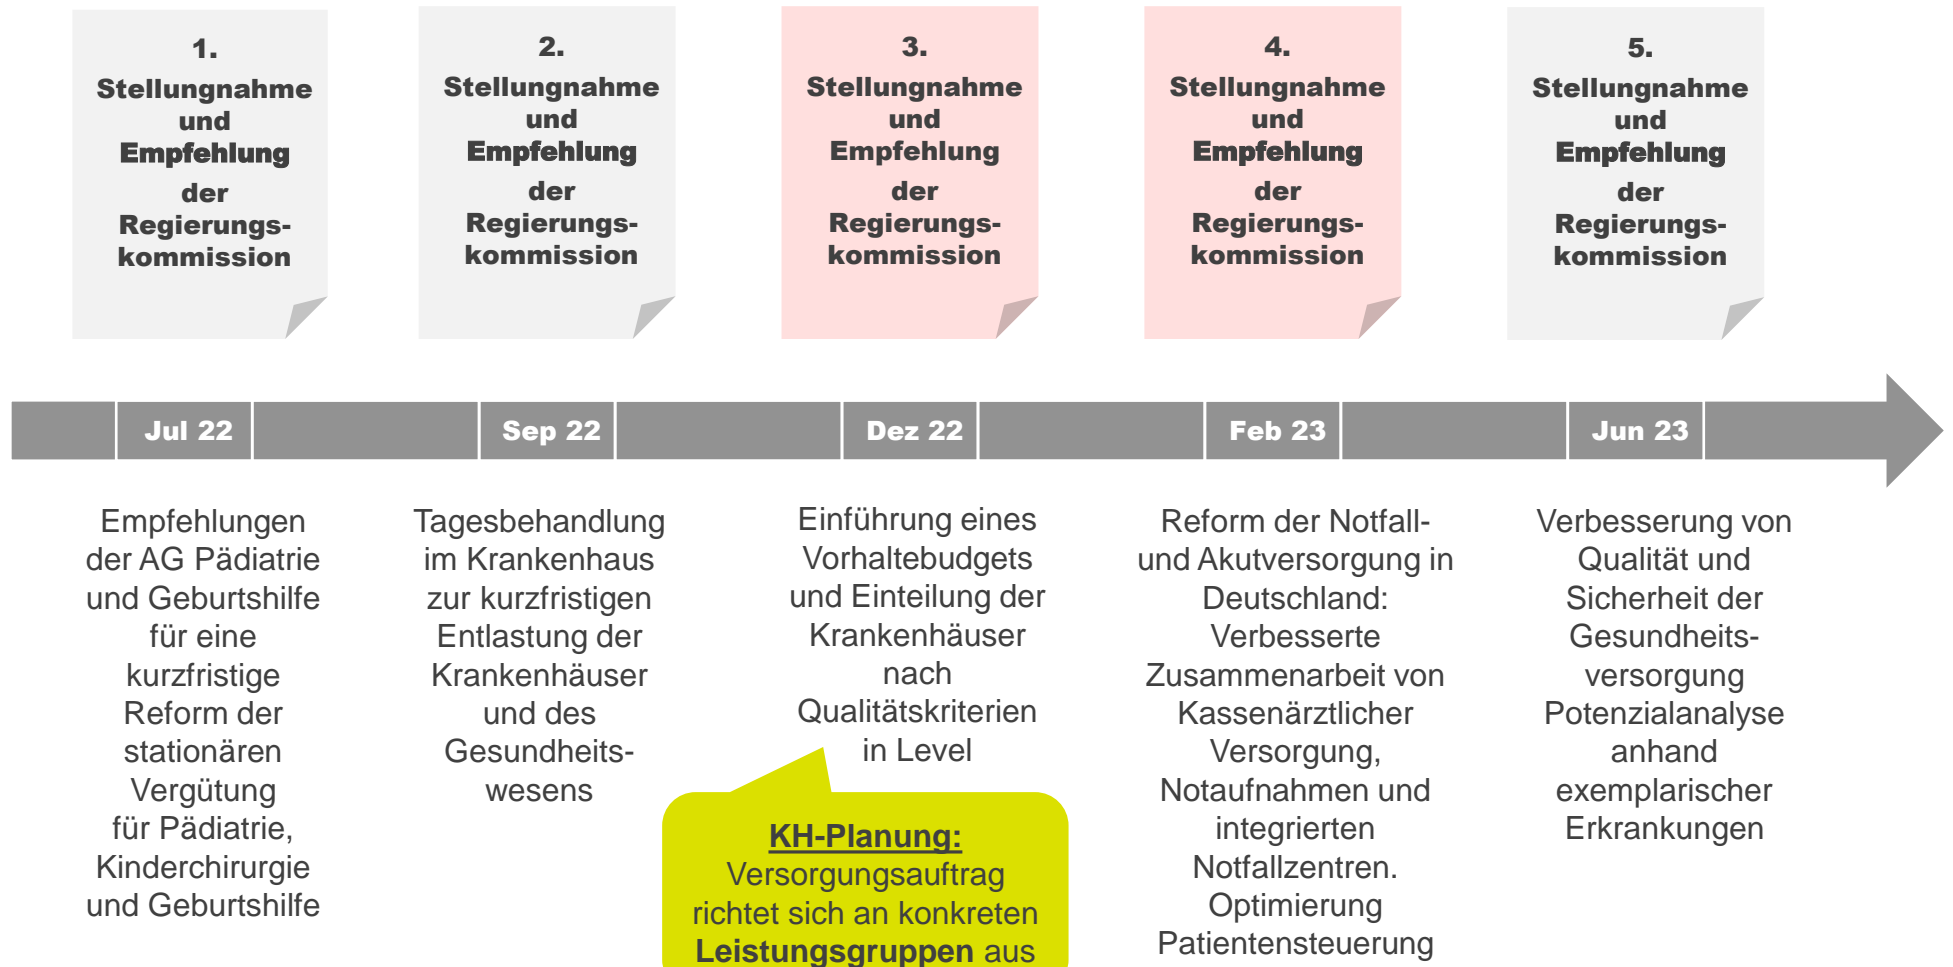 1.
Stellungnahme
und
Empfehlung
der
Regierungs-
kommission
2.
Stellungnahme
und
Empfehlung
der
Regierungs-
kommission
3.
Stellungnahme
und
Empfehlung
der
Regierungs-
kommission
4.
Stellungnahme
und
Empfehlung
der
Regierungs-
kommission
5.
Stellungnahme
und
Empfehlung
der
Regierungs-
kommission
Jul 22
Sep 22
Dez 22
Feb 23
Jun 23
Empfehlungen
der AG Pädiatrie
und Geburtshilfe
für eine
kurzfristige
Reform der
stationären
Vergütung
für Pädiatrie,
Kinderchirurgie
und Geburtshilfe
Tagesbehandlung
im Krankenhaus
zur kurzfristigen
Entlastung der
Krankenhäuser
und des
Gesundheits-
wesens
Einführung eines
Vorhaltebudgets
und Einteilung der
Krankenhäuser
nach
Qualitätskriterien
in Level
KH-Planung:
Versorgungsauftrag
richtet sich an konkreten
Leistungsgruppen aus
Reform der Notfall-
und Akutversorgung in
Deutschland:
Verbesserte
Zusammenarbeit von
Kassenärztlicher
Versorgung,
Notaufnahmen und
integrierten
Notfallzentren.
Optimierung
Patientensteuerung
Verbesserung von
Qualität und
Sicherheit der
Gesundheits-
versorgung
Potenzialanalyse
anhand
exemplarischer
Erkrankungen